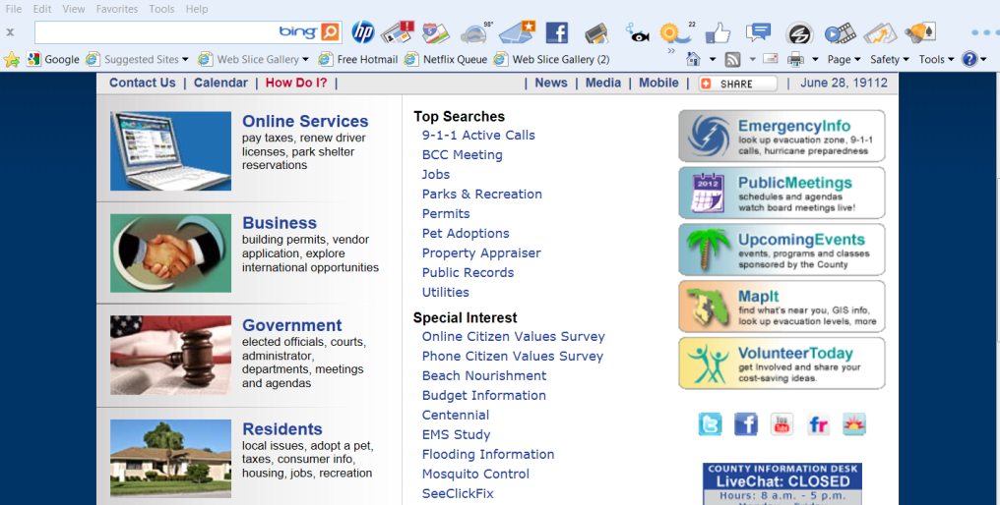 File Edit View Favorites Tools Help
x bing 98° 22
Google Suggested Sites Web Slice Gallery Free Hotmail Netflix Queue Web Slice Gallery (2) » Page Safety Tools
Contact Us | Calendar | How Do I? | | News | Media | Mobile | SHARE | June 28, 19112
Online Services
pay taxes, renew driver
licenses, park shelter
reservations
Business
building permits, vendor
application, explore
international opportunities
Government
elected officials, courts,
administrator,
departments, meetings
and agendas
Residents
local issues, adopt a pet,
taxes, consumer info,
housing, jobs, recreation
Top Searches
9-1-1 Active Calls
BCC Meeting
Jobs
Parks & Recreation
Permits
Pet Adoptions
Property Appraiser
Public Records
Utilities
Special Interest
Online Citizen Values Survey
Phone Citizen Values Survey
Beach Nourishment
Budget Information
Centennial
EMS Study
Flooding Information
Mosquito Control
SeeClickFix
EmergencyInfo
look up evacuation zone, 9-1-1
calls, hurricane preparedness
2012
PublicMeetings
schedules and agendas
watch board meetings live!
UpcomingEvents
events, programs and classes
sponsored by the County
MapIt
find what's near you, GIS info,
look up evacuation levels, more
VolunteerToday
get Involved and share your
cost-saving ideas.
You Tube fr
COUNTY INFORMATION DESK
LiveChat: CLOSED
Hours: 8 a.m. - 5 p.m.